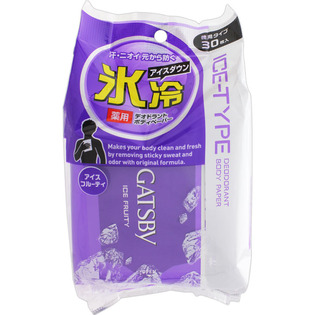 汗・ニオイ元から防ぐ
徳用タイプ
30枚入
アイスダウン
氷冷
薬用
デオドラント
ボディペーパー
Makes your body clean and fresh
by removing sticky sweat and
odor with original formula.
アイス
フルーティ
GATSBY
ICE FRUITY
ICE-TYPE
DEODORANT
BODY PAPER